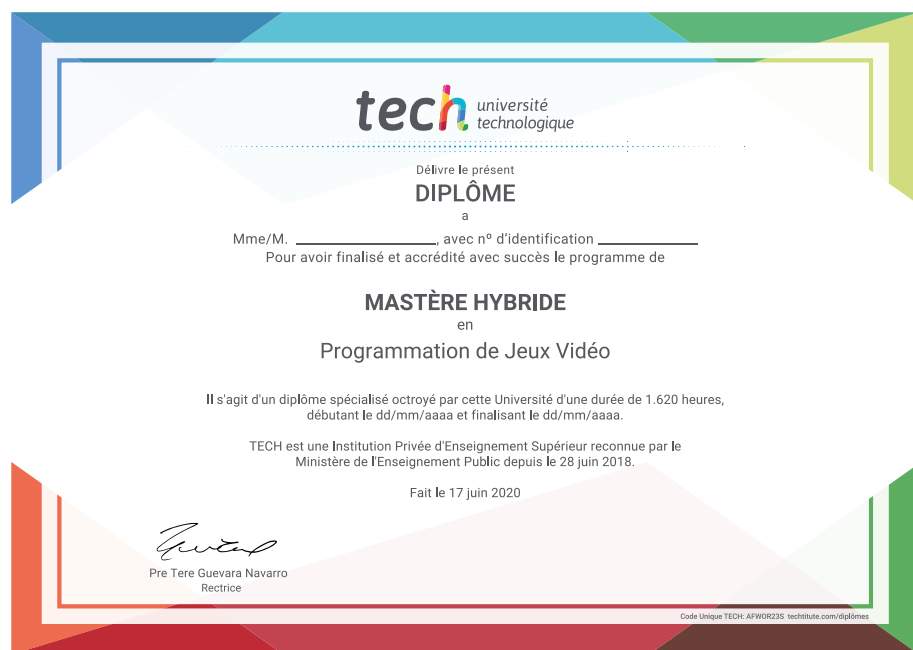 tech université
technologique
Délivre le présent
DIPLÔME
a
Mme/M. ____________________, avec nº d'identification ______________
Pour avoir finalisé et accrédité avec succès le programme de
MASTÈRE HYBRIDE
en
Programmation de Jeux Vidéo
Il s'agit d'un diplôme spécialisé octroyé par cette Université d'une durée de 1.620 heures,
débutant le dd/mm/aaaa et finalisant le dd/mm/aaaa.
TECH est une Institution Privée d'Enseignement Supérieur reconnue par le
Ministère de l'Enseignement Public depuis le 28 juin 2018.
Fait le 17 juin 2020
Pre Tere Guevara Navarro
Rectrice
Code Unique TECH: AFWOR23S techtitute.com/diplômes